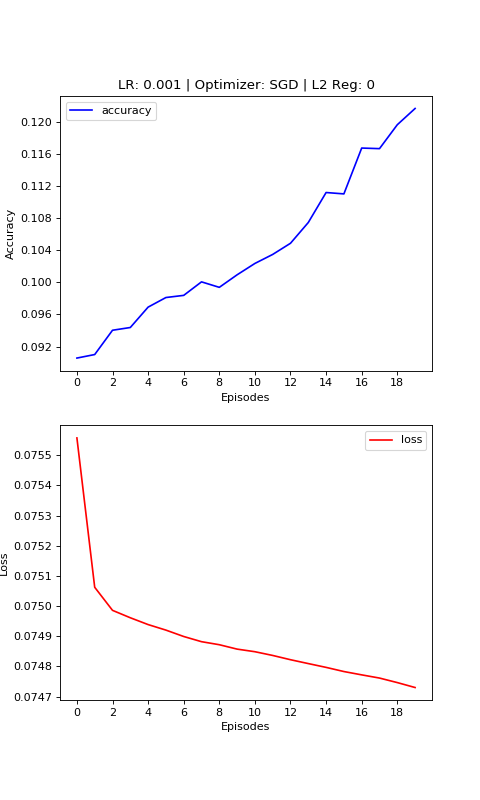 LR: 0.001 | Optimizer: SGD | L2 Reg: 0
accuracy
0.120
0.116
0.112
0.108
0.104
0.100
0.096
0.092
Accuracy
0 2 4 6 8 10 12 14 16 18
Episodes
loss
0.0755
0.0754
0.0753
0.0752
0.0751
0.0750
0.0749
0.0748
0.0747
Loss
0 2 4 6 8 10 12 14 16 18
Episodes